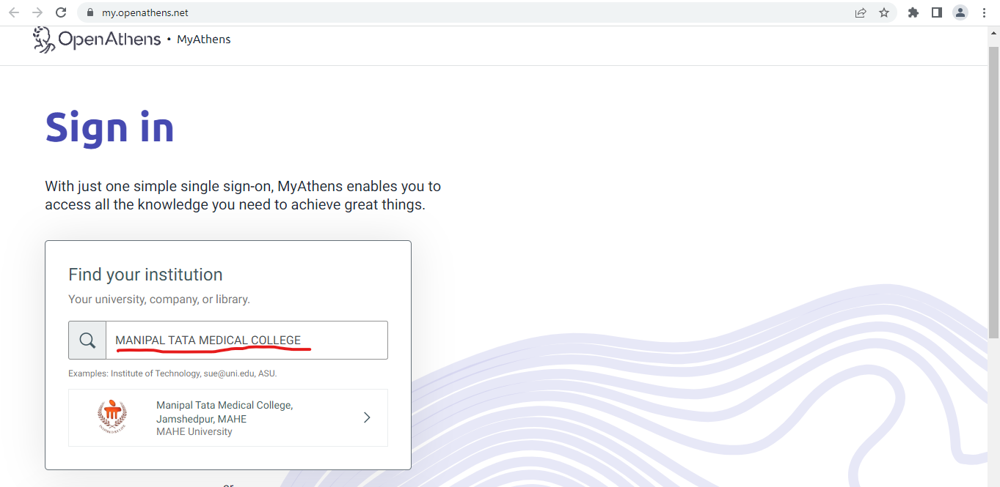 my.openathens.net
OpenAthens • MyAthens
Sign in
With just one simple single sign-on, MyAthens enables you to
access all the knowledge you need to achieve great things.
Find your institution
Your university, company, or library.
MANIPAL TATA MEDICAL COLLEGE
Examples: Institute of Technology, sue@uni.edu, ASU.
Manipal Tata Medical College,
Jamshedpur, MAHE
MAHE University
or